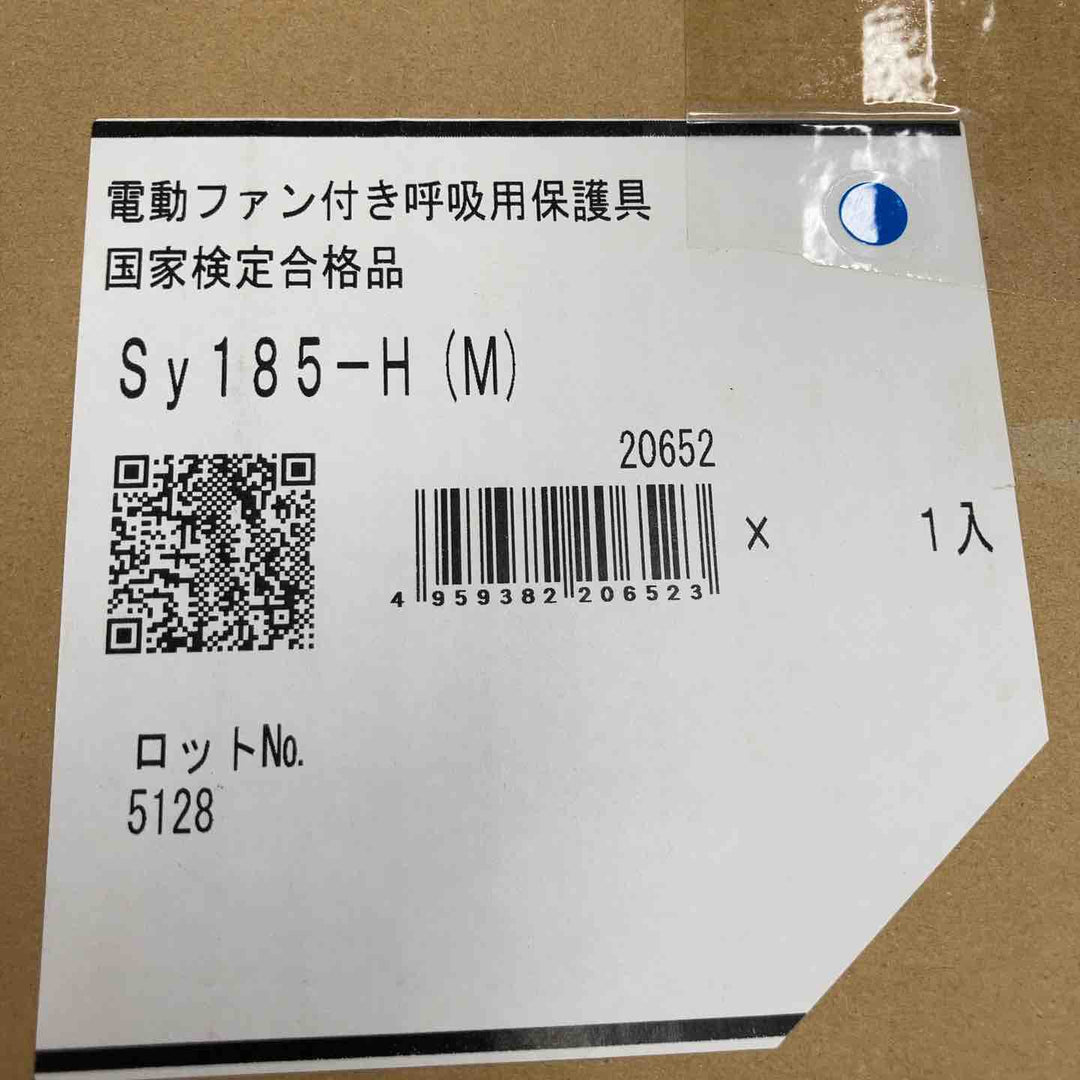 電動ファン付き呼吸用保護具
国家検定合格品
Sy185-H(M)
20652
× 1入
4 959382 206523
ロットNo.
5128